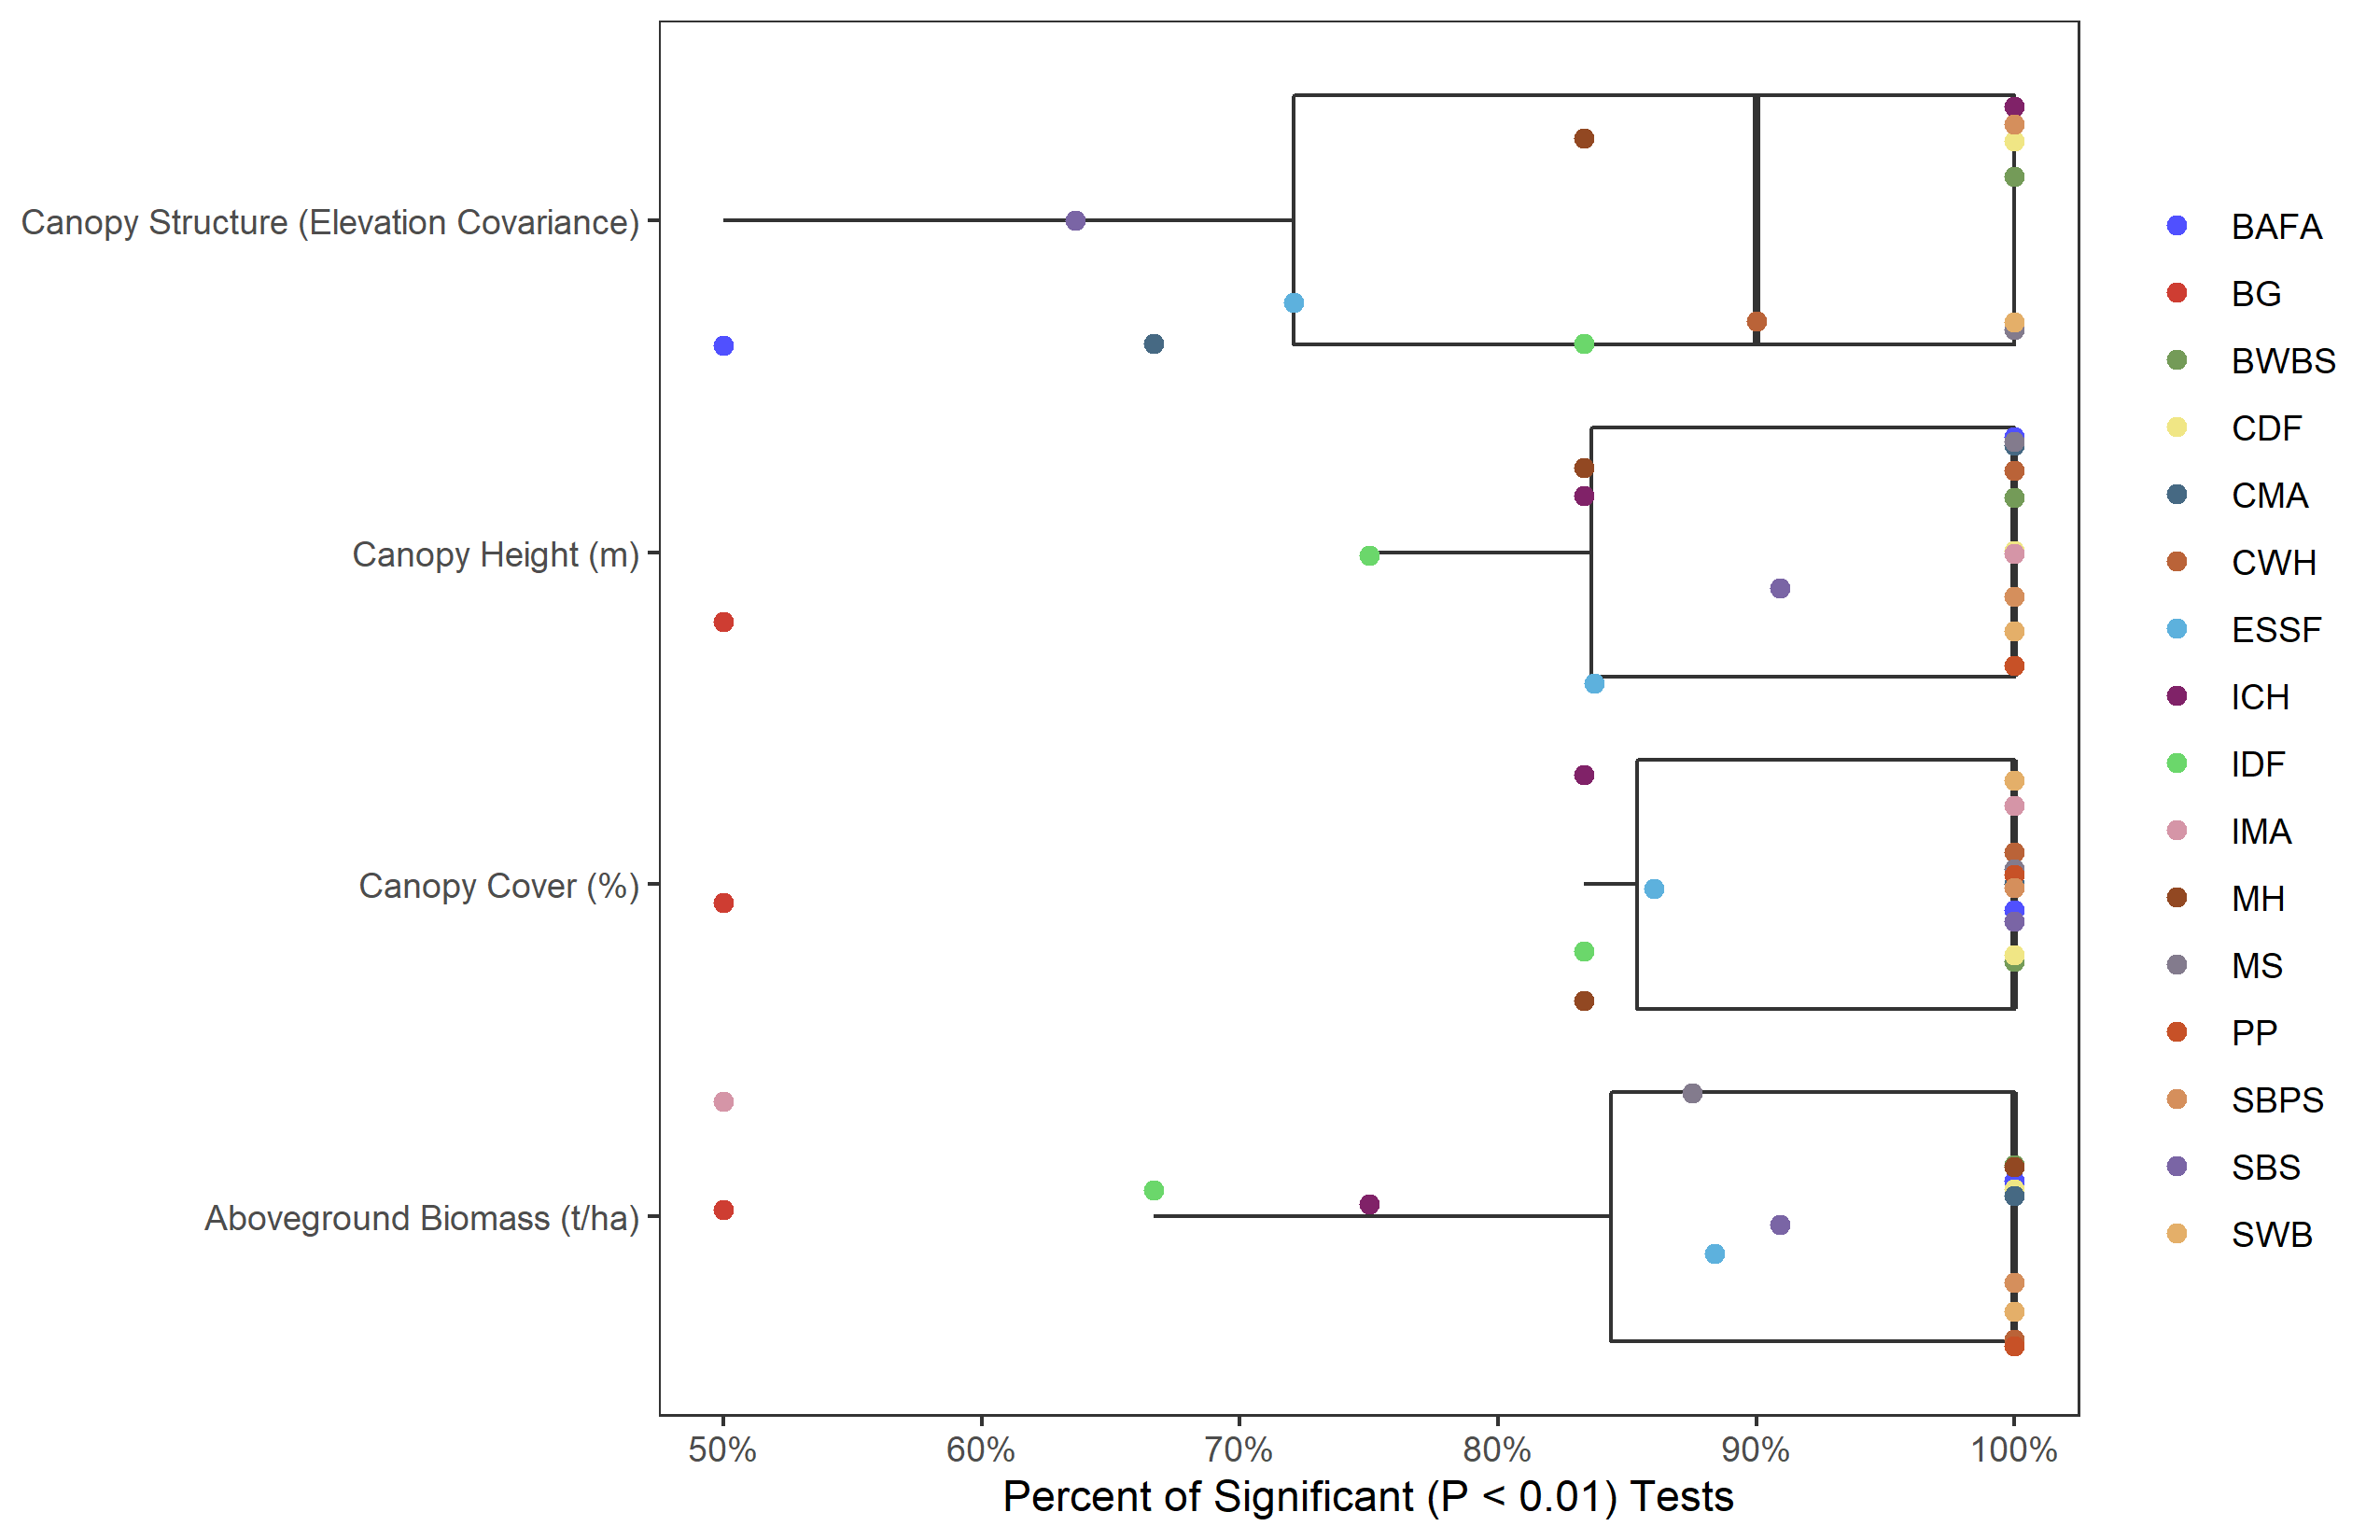 Canopy Structure (Elevation Covariance)
Canopy Height (m)
Canopy Cover (%)
Aboveground Biomass (t/ha)
50%
60%
70%
80%
90%
100%
Percent of Significant (P < 0.01) Tests
BAFA
BG
BWBS
CDF
CMA
CWH
ESSF
ICH
IDF
IMA
MH
MS
PP
SBPS
SBS
SWB